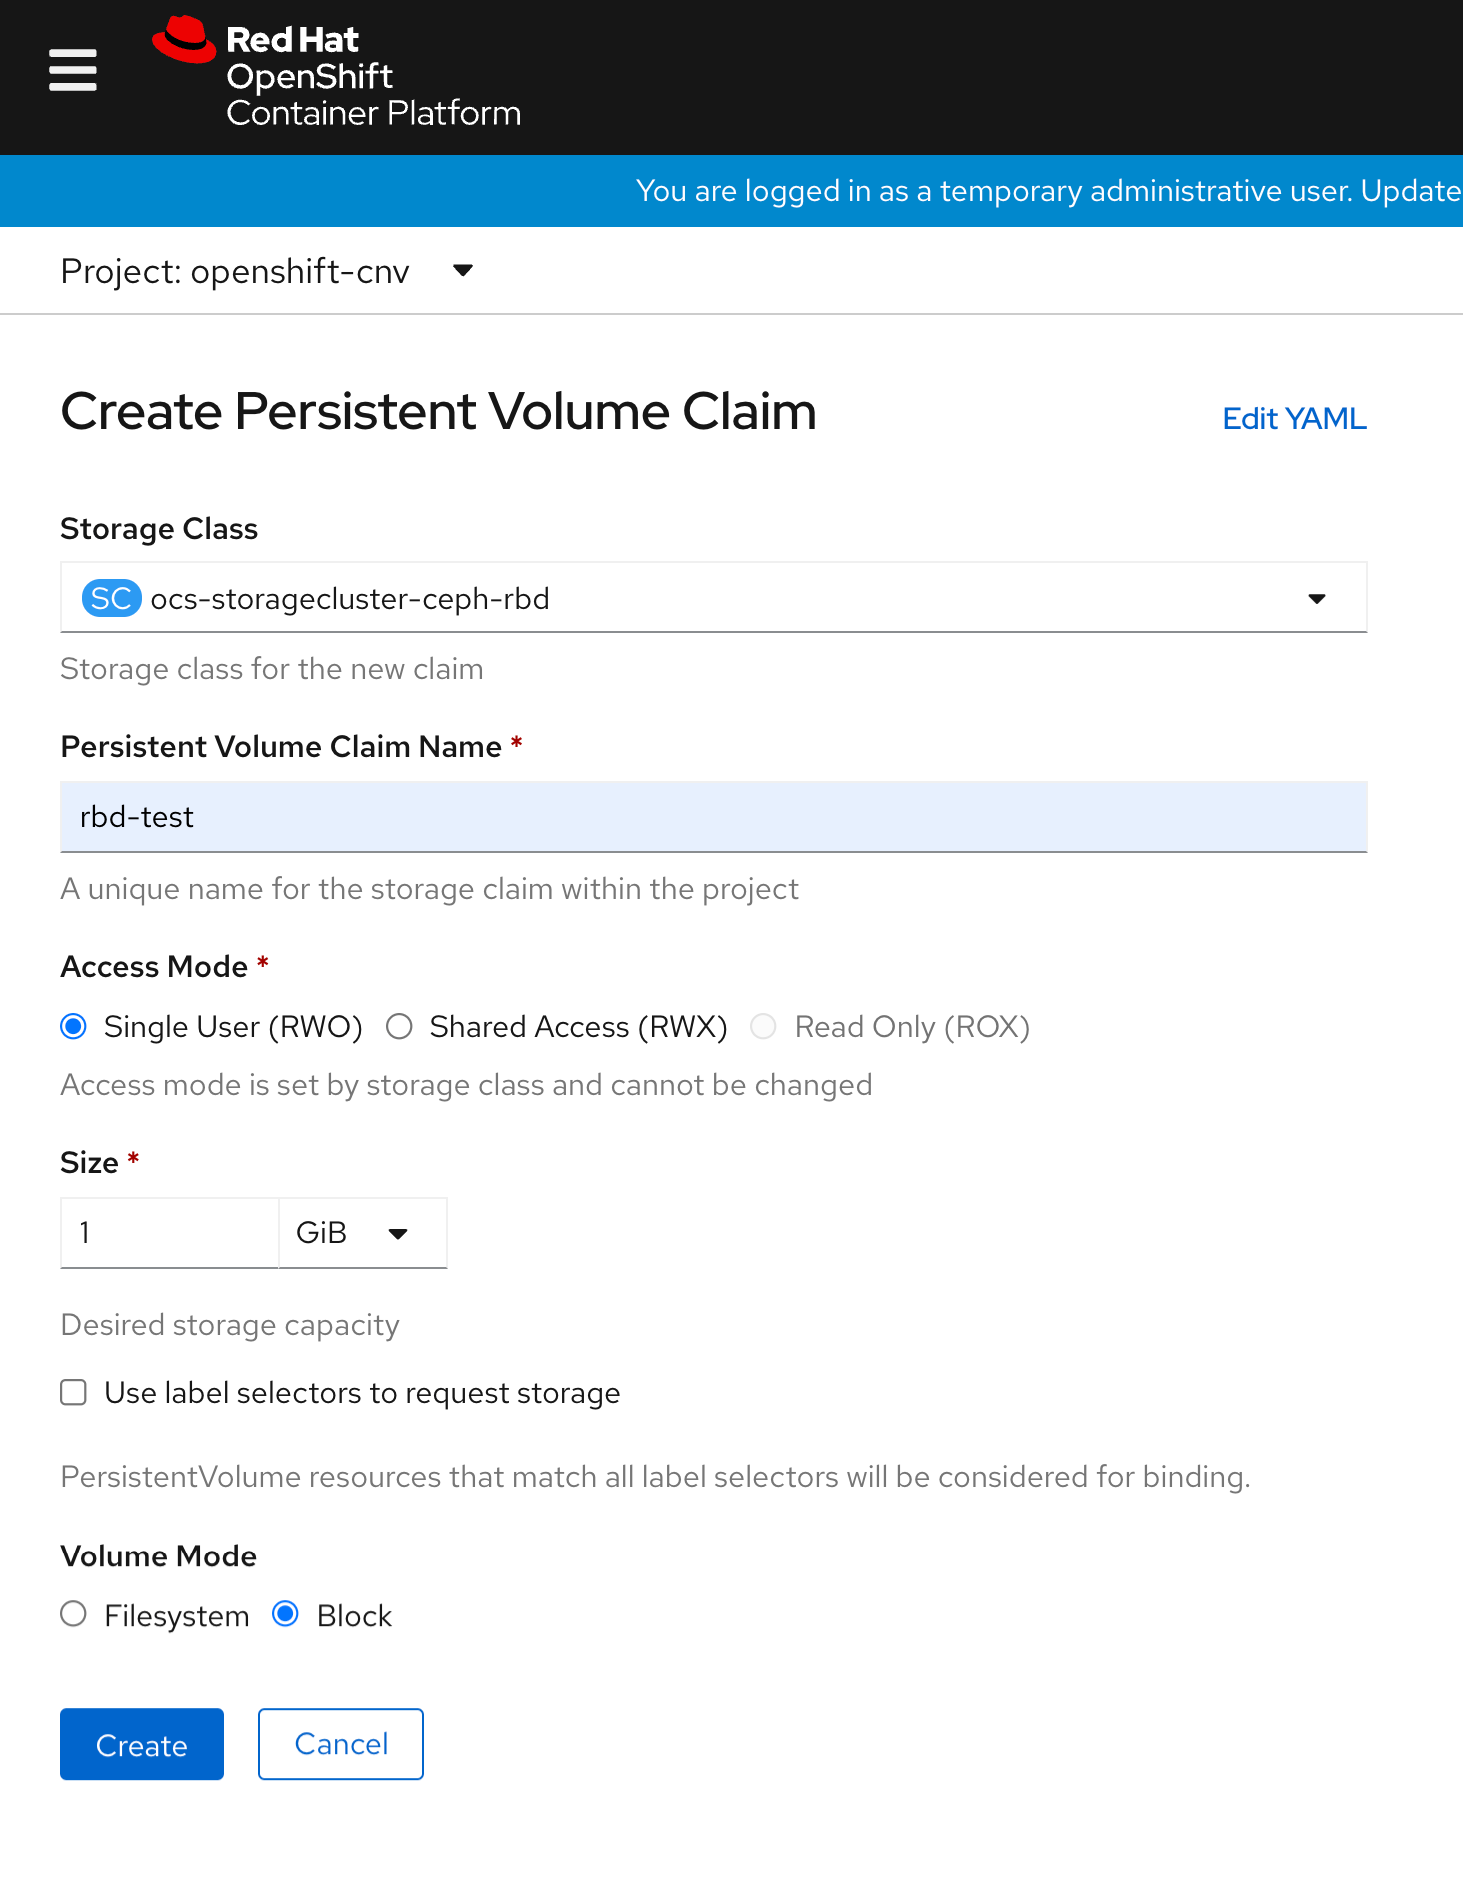 Red Hat
OpenShift
Container Platform
You are logged in as a temporary administrative user. Update
Project: openshift-cnv
Create Persistent Volume Claim
Edit YAML
Storage Class
SC ocs-storagecluster-ceph-rbd
Storage class for the new claim
Persistent Volume Claim Name *
rbd-test
A unique name for the storage claim within the project
Access Mode *
Single User (RWO) Shared Access (RWX) Read Only (ROX)
Access mode is set by storage class and cannot be changed
Size *
1 GiB
Desired storage capacity
Use label selectors to request storage
PersistentVolume resources that match all label selectors will be considered for binding.
Volume Mode
Filesystem Block
Create Cancel